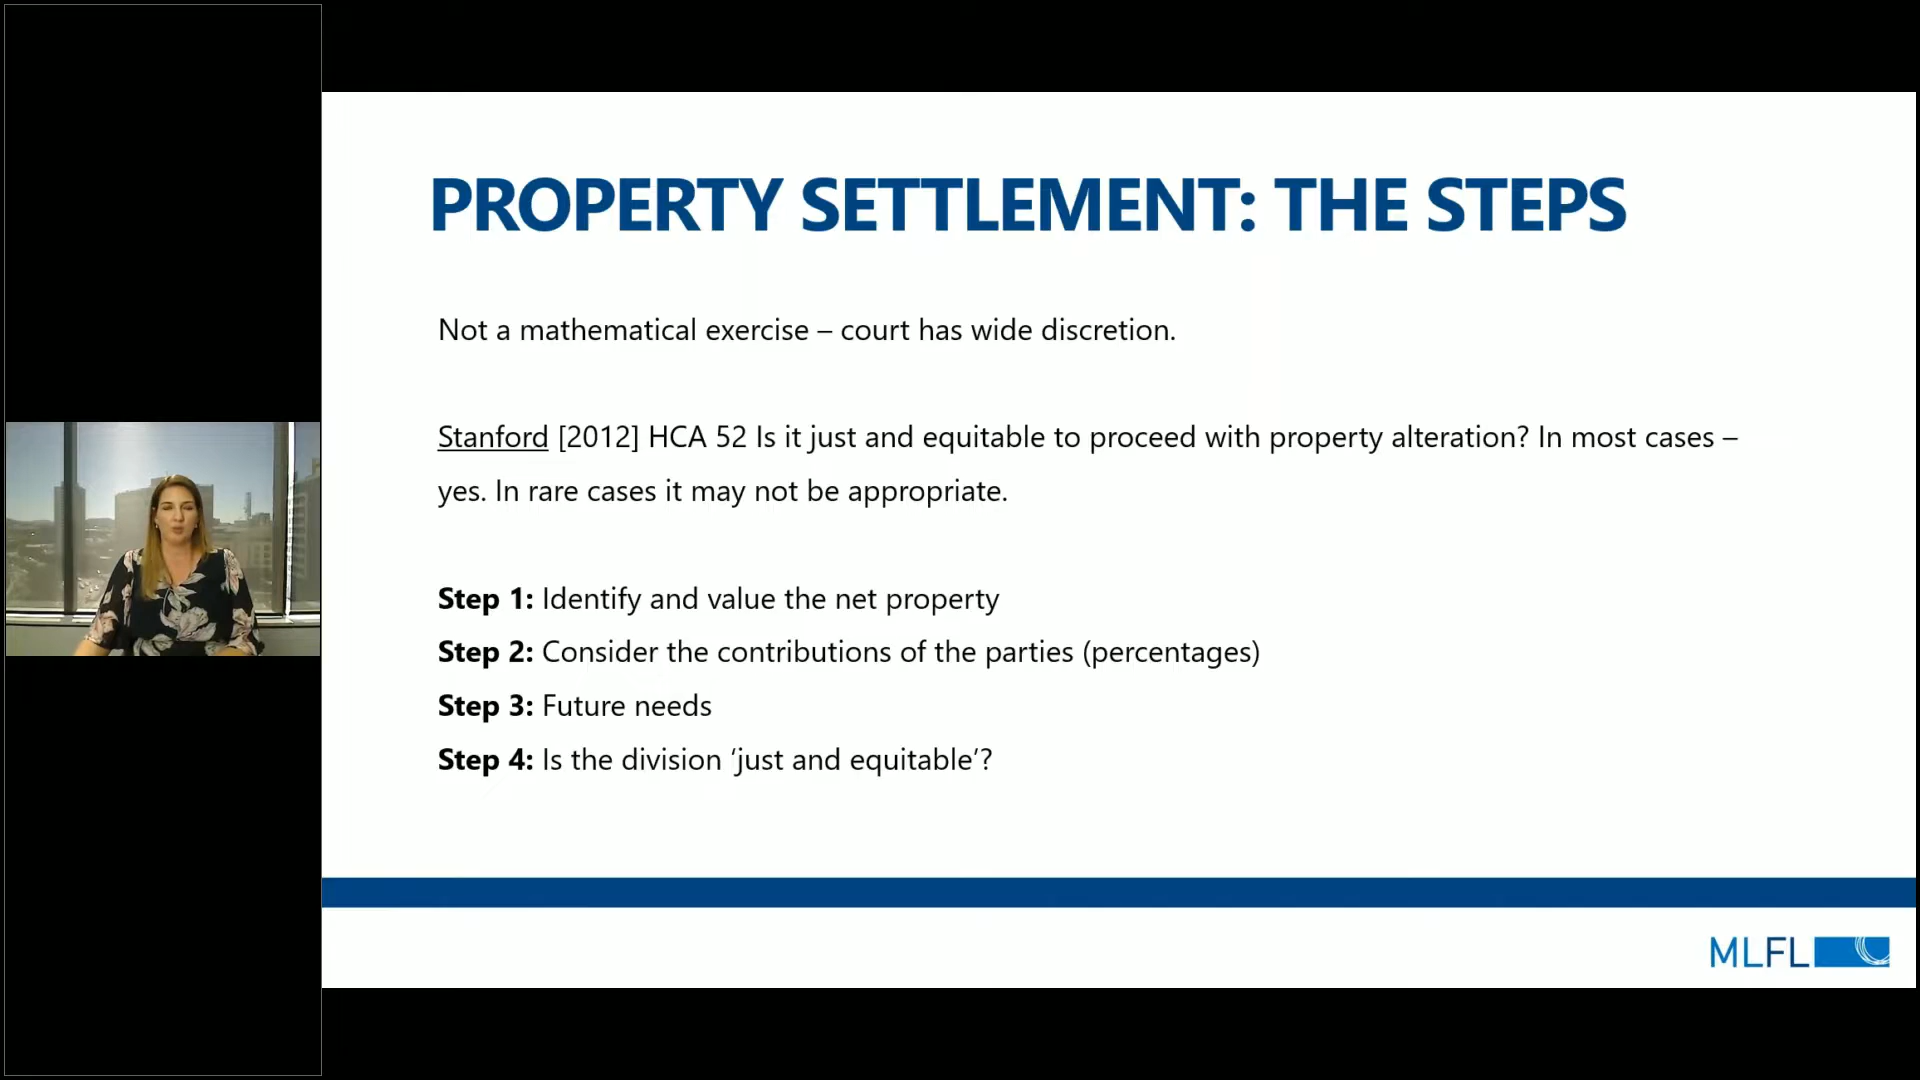 PROPERTY SETTLEMENT: THE STEPS
Not a mathematical exercise – court has wide discretion.
Stanford [2012] HCA 52 Is it just and equitable to proceed with property alteration? In most cases –
yes. In rare cases it may not be appropriate.
Step 1: Identify and value the net property
Step 2: Consider the contributions of the parties (percentages)
Step 3: Future needs
Step 4: Is the division ‘just and equitable’?
MLFL